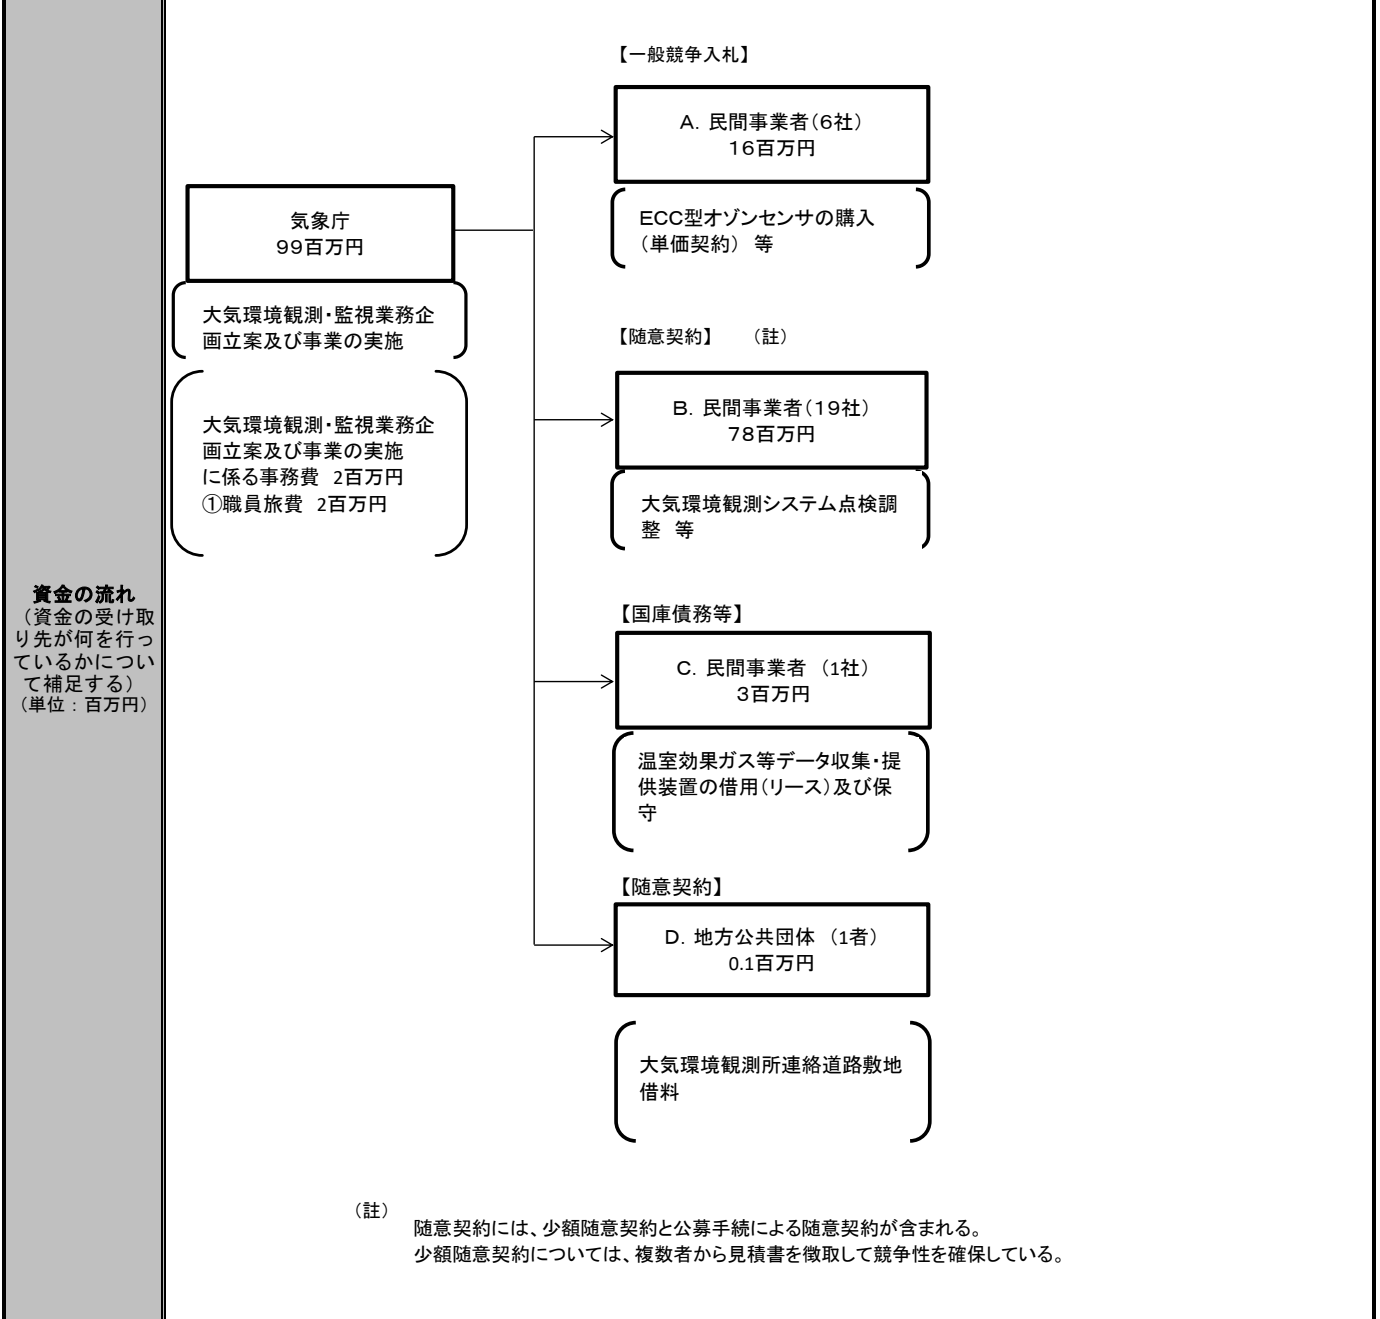 資金の流れ
（資金の受け取
り先が何を行っ
ているかについ
て補足する）
（単位：百万円）
気象庁
99百万円
大気環境観測・監視業務企
画立案及び事業の実施
大気環境観測・監視業務企
画立案及び事業の実施
に係る事務費　2百万円
①職員旅費　2百万円
【一般競争入札】
A．民間事業者（6社）
16百万円
ECC型オゾンセンサの購入
（単価契約）　等
【随意契約】　　（註）
B．民間事業者（19社）
78百万円
大気環境観測システム点検調
整　等
【国庫債務等】
C．民間事業者　（1社）
3百万円
温室効果ガス等データ収集・提
供装置の借用（リース）及び保
守
【随意契約】
D．地方公共団体　（1者）
0.1百万円
大気環境観測所連絡道路敷地
借料
（註）
随意契約には、少額随意契約と公募手続による随意契約が含まれる。
少額随意契約については、複数者から見積書を徴取して競争性を確保している。